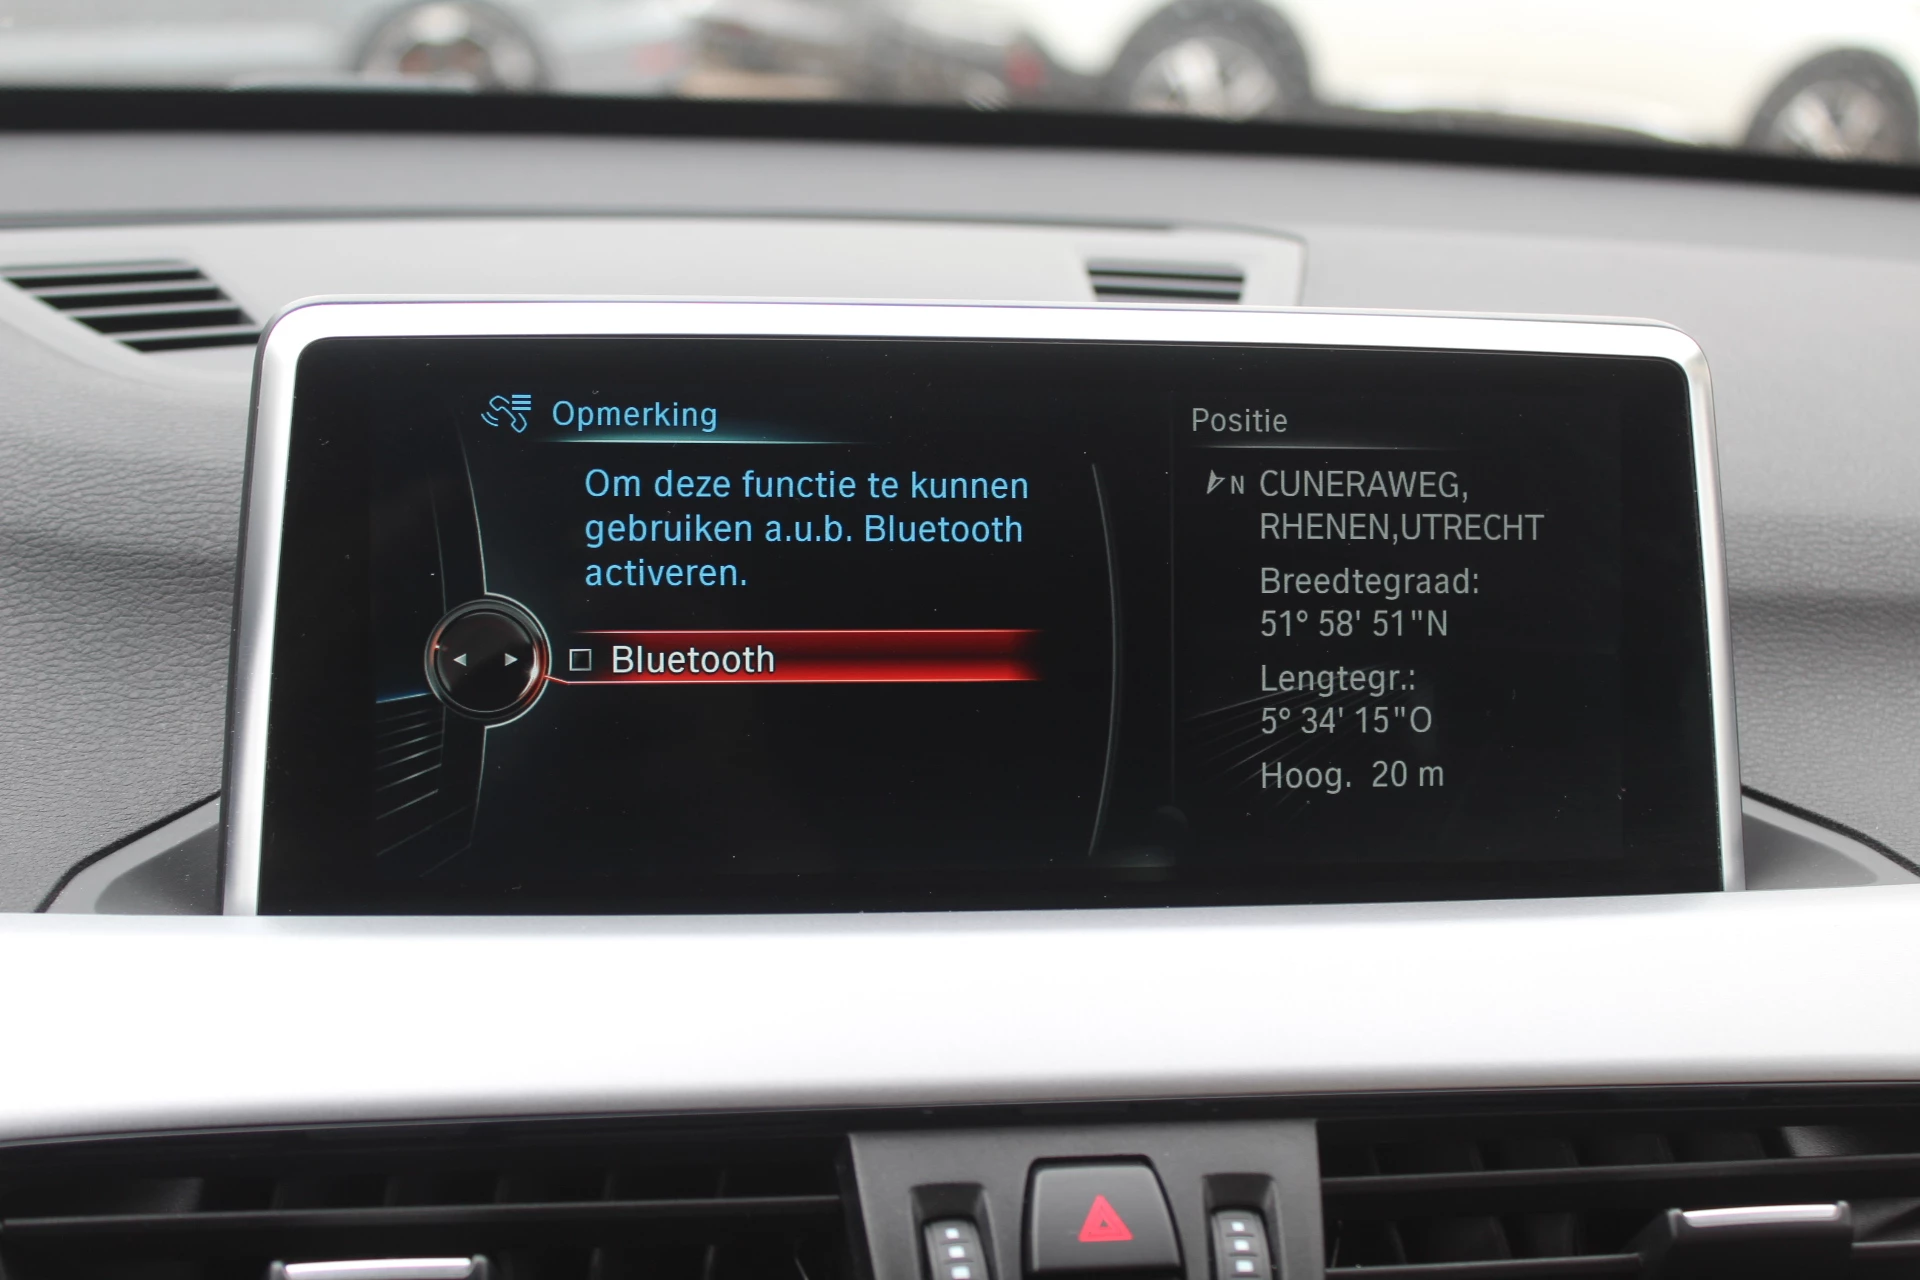 Opmerking
Om deze functie te kunnen
gebruiken a.u.b. Bluetooth
activeren.
Bluetooth
Positie
N CUNERAWEG,
RHENEN,UTRECHT
Breedtegraad:
51° 58' 51"N
Lengtegr.:
5° 34' 15"O
Hoog. 20 m